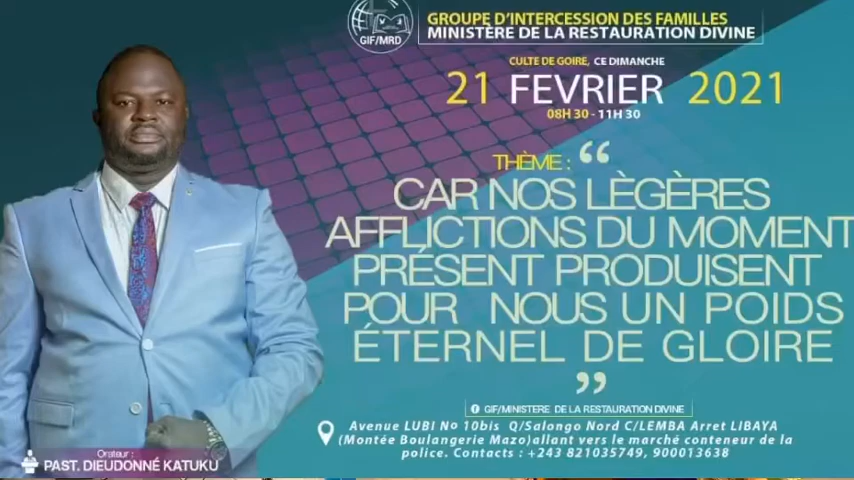 GIF/MRD
GROUPE D'INTERCESSION DES FAMILLES
MINISTÈRE DE LA RESTAURATION DIVINE
CULTE DE GOIRE, CE DIMANCHE
21 FEVRIER 2021
08H 30 - 11H 30
THÈME : “
CAR NOS LÈGÈRES
AFFLICTIONS DU MOMENT
PRÉSENT PRODUISENT
POUR NOUS UN POIDS
ÉTERNEL DE GLOIRE
”
GIF/MINISTERE DE LA RESTAURATION DIVINE
Avenue LUBI Nº 10bis Q/Salongo Nord C/LEMBA Arret LIBAYA
(Montée Boulangerie Mazo)allant vers le marché conteneur de la
police. Contacts : +243 821035749, 900013638
Orateur :
PAST. DIEUDONNÉ KATUKU